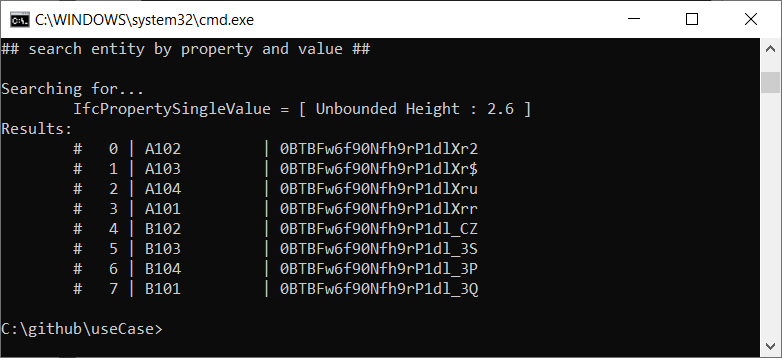 C:\WINDOWS\system32\cmd.exe
## search entity by property and value ##
Searching for...
IfcPropertySingleValue = [ Unbounded Height : 2.6 ]
Results:
# 0 | A102 | 0BTBFw6f90Nfh9rP1dlXr2
# 1 | A103 | 0BTBFw6f90Nfh9rP1dlXr$
# 2 | A104 | 0BTBFw6f90Nfh9rP1dlXru
# 3 | A101 | 0BTBFw6f90Nfh9rP1dlXrr
# 4 | B102 | 0BTBFw6f90Nfh9rP1dl_CZ
# 5 | B103 | 0BTBFw6f90Nfh9rP1dl_3S
# 6 | B104 | 0BTBFw6f90Nfh9rP1dl_3P
# 7 | B101 | 0BTBFw6f90Nfh9rP1dl_3Q
C:\github\useCase>